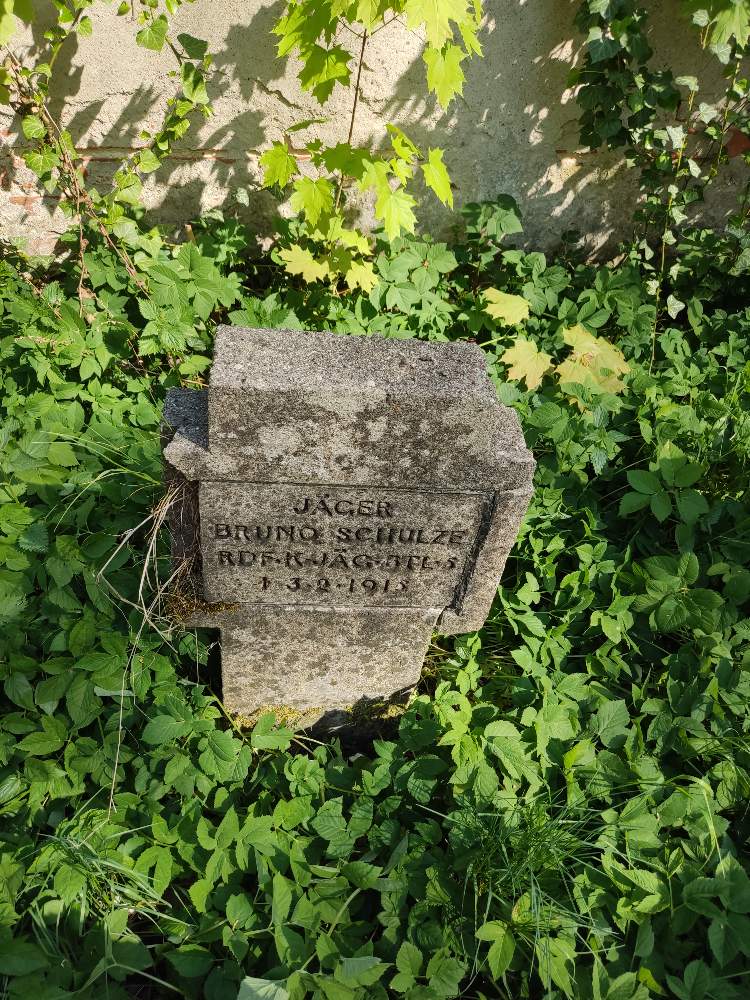 JÄGER
BRUNO SCHULZE
RDF·K·JÄG·BTL·5
† 3·2·1915